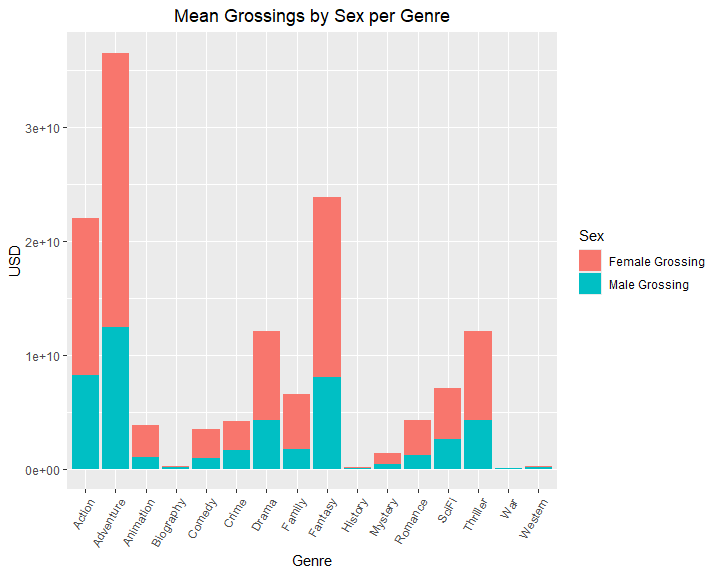 Mean Grossings by Sex per Genre
USD
3e+10
2e+10
1e+10
0e+00
Action
Adventure
Animation
Biography
Comedy
Crime
Drama
Family
Fantasy
History
Mystery
Romance
SciFi
Thriller
War
Western
Genre
Sex
Female Grossing
Male Grossing